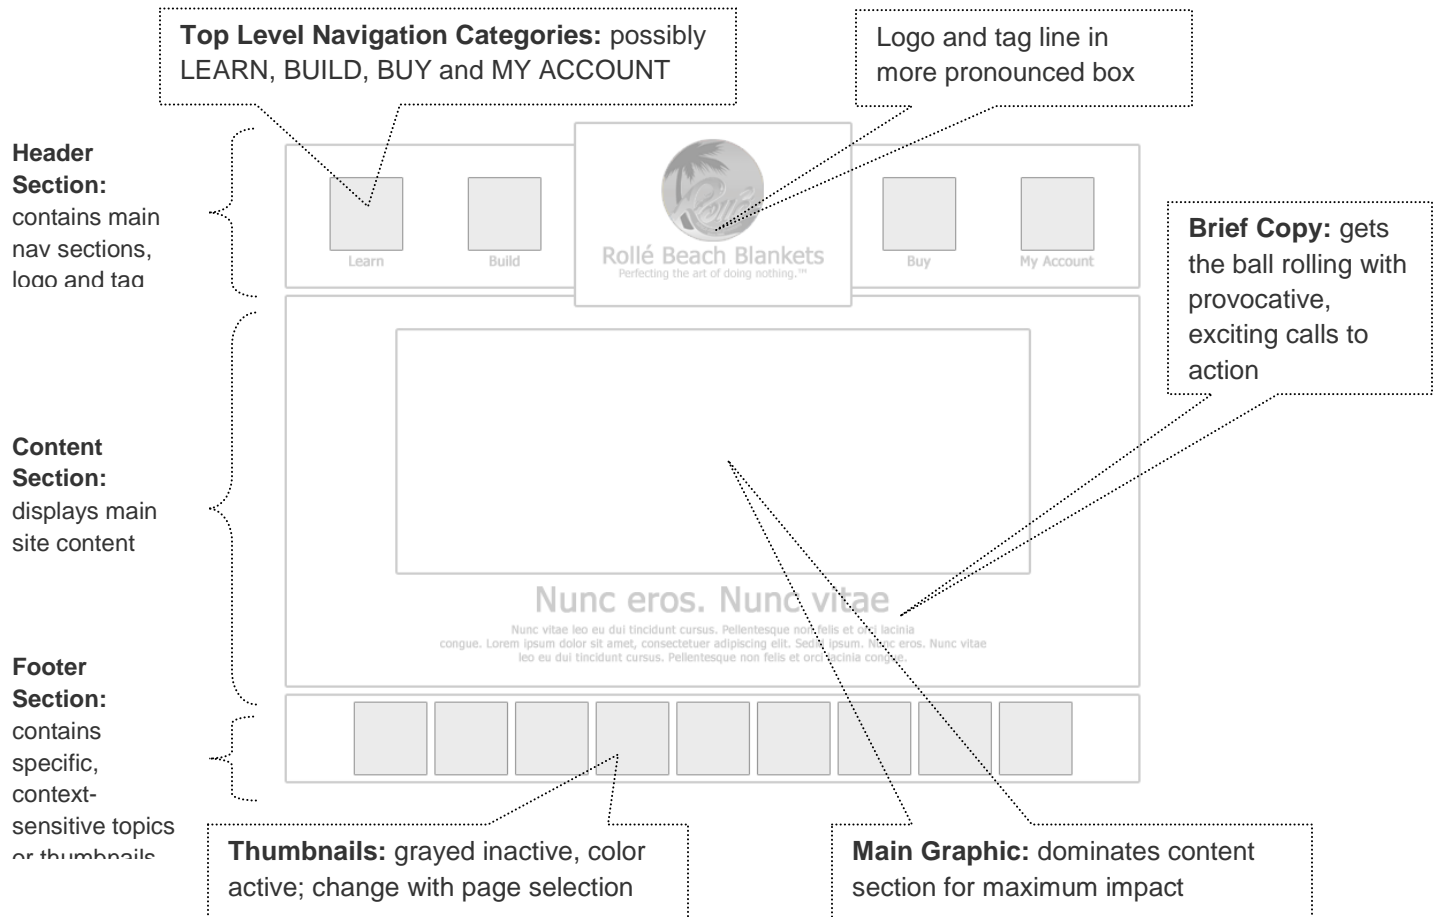 Top Level Navigation Categories: possibly
LEARN, BUILD, BUY and MY ACCOUNT
Logo and tag line in
more pronounced box
Header
Section:
contains main
nav sections,
logo and tag
Learn
Build
Rollé
Rollé Beach Blankets
Perfecting the art of doing nothing.™
Buy
My Account
Brief Copy: gets
the ball rolling with
provocative,
exciting calls to
action
Content
Section:
displays main
site content
Nunc eros. Nunc vitae
Nunc vitae leo eu dui tincidunt cursus. Pellentesque non felis et orci lacinia
congue. Lorem ipsum dolor sit amet, consectetuer adipiscing elit. Sed ipsum. Nunc eros. Nunc vitae
leo eu dui tincidunt cursus. Pellentesque non felis et orci lacinia congue.
Footer
Section:
contains
specific,
context-
sensitive topics
or thumbnails
Thumbnails: grayed inactive, color
active; change with page selection
Main Graphic: dominates content
section for maximum impact